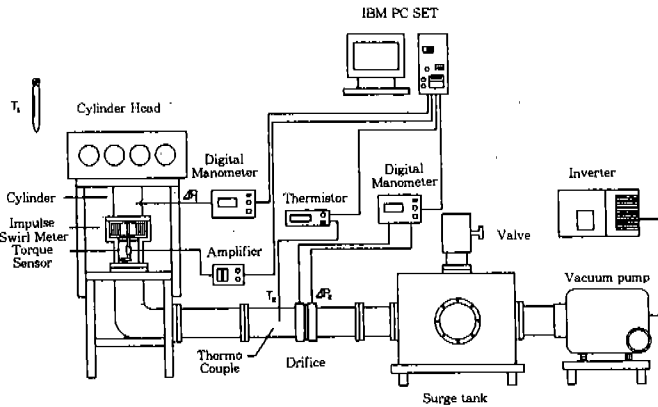 IBM PC SET
T₁
Cylinder Head
Digital
Manometer
Thermistor
Digital
Manometer
Inverter
Cylinder
ΔP₁
Impulse
Swirl Meter
Torque
Sensor
Amplifier
Valve
Vacuum pump
T₂
ΔP₂
Thermo
Couple
Drifice
Surge tank